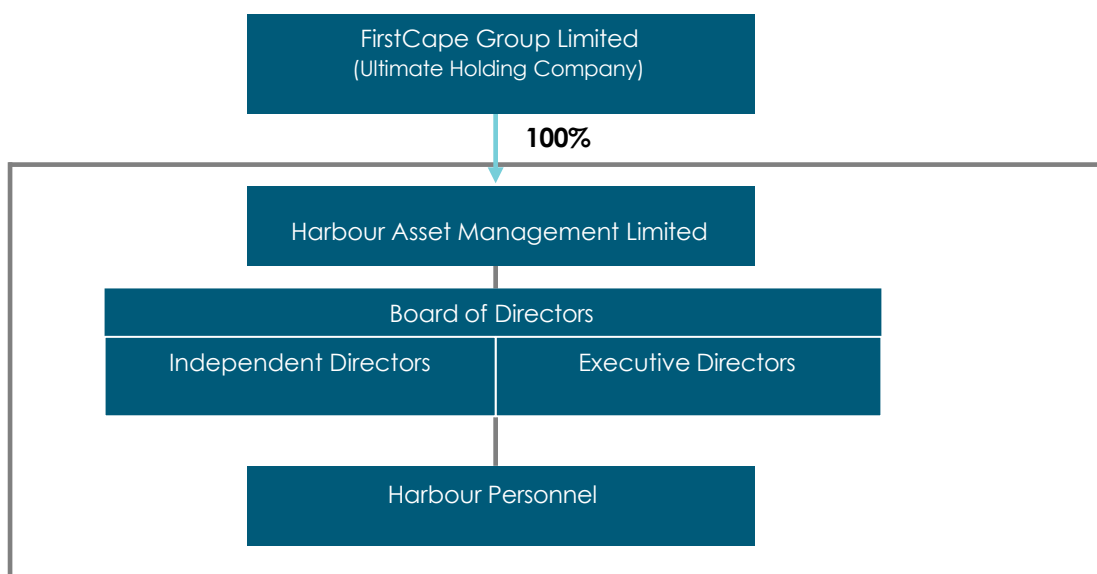 FirstCape Group Limited
(Ultimate Holding Company)
100%
Harbour Asset Management Limited
Board of Directors
Independent Directors
Executive Directors
Harbour Personnel